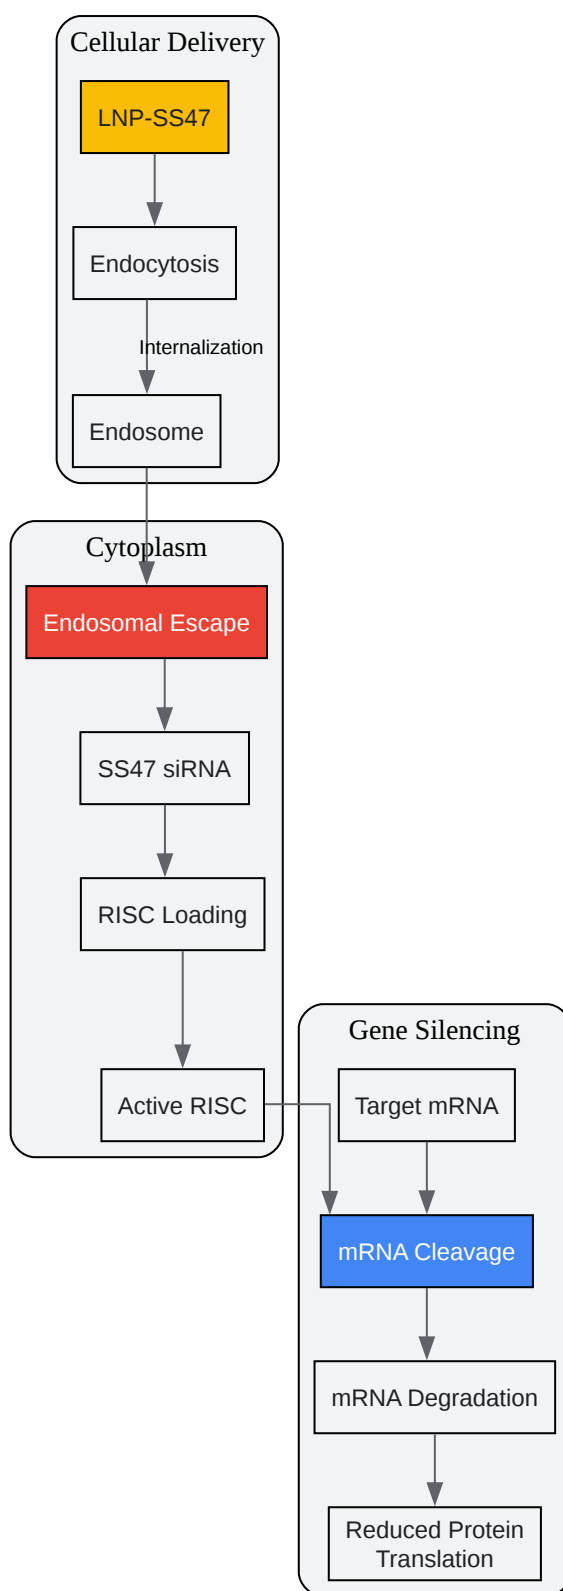 Cellular Delivery
LNP-SS47
Endocytosis
Internalization
Endosome
Cytoplasm
Endosomal Escape
SS47 siRNA
RISC Loading
Active RISC
Gene Silencing
Target mRNA
mRNA Cleavage
mRNA Degradation
Reduced Protein
Translation